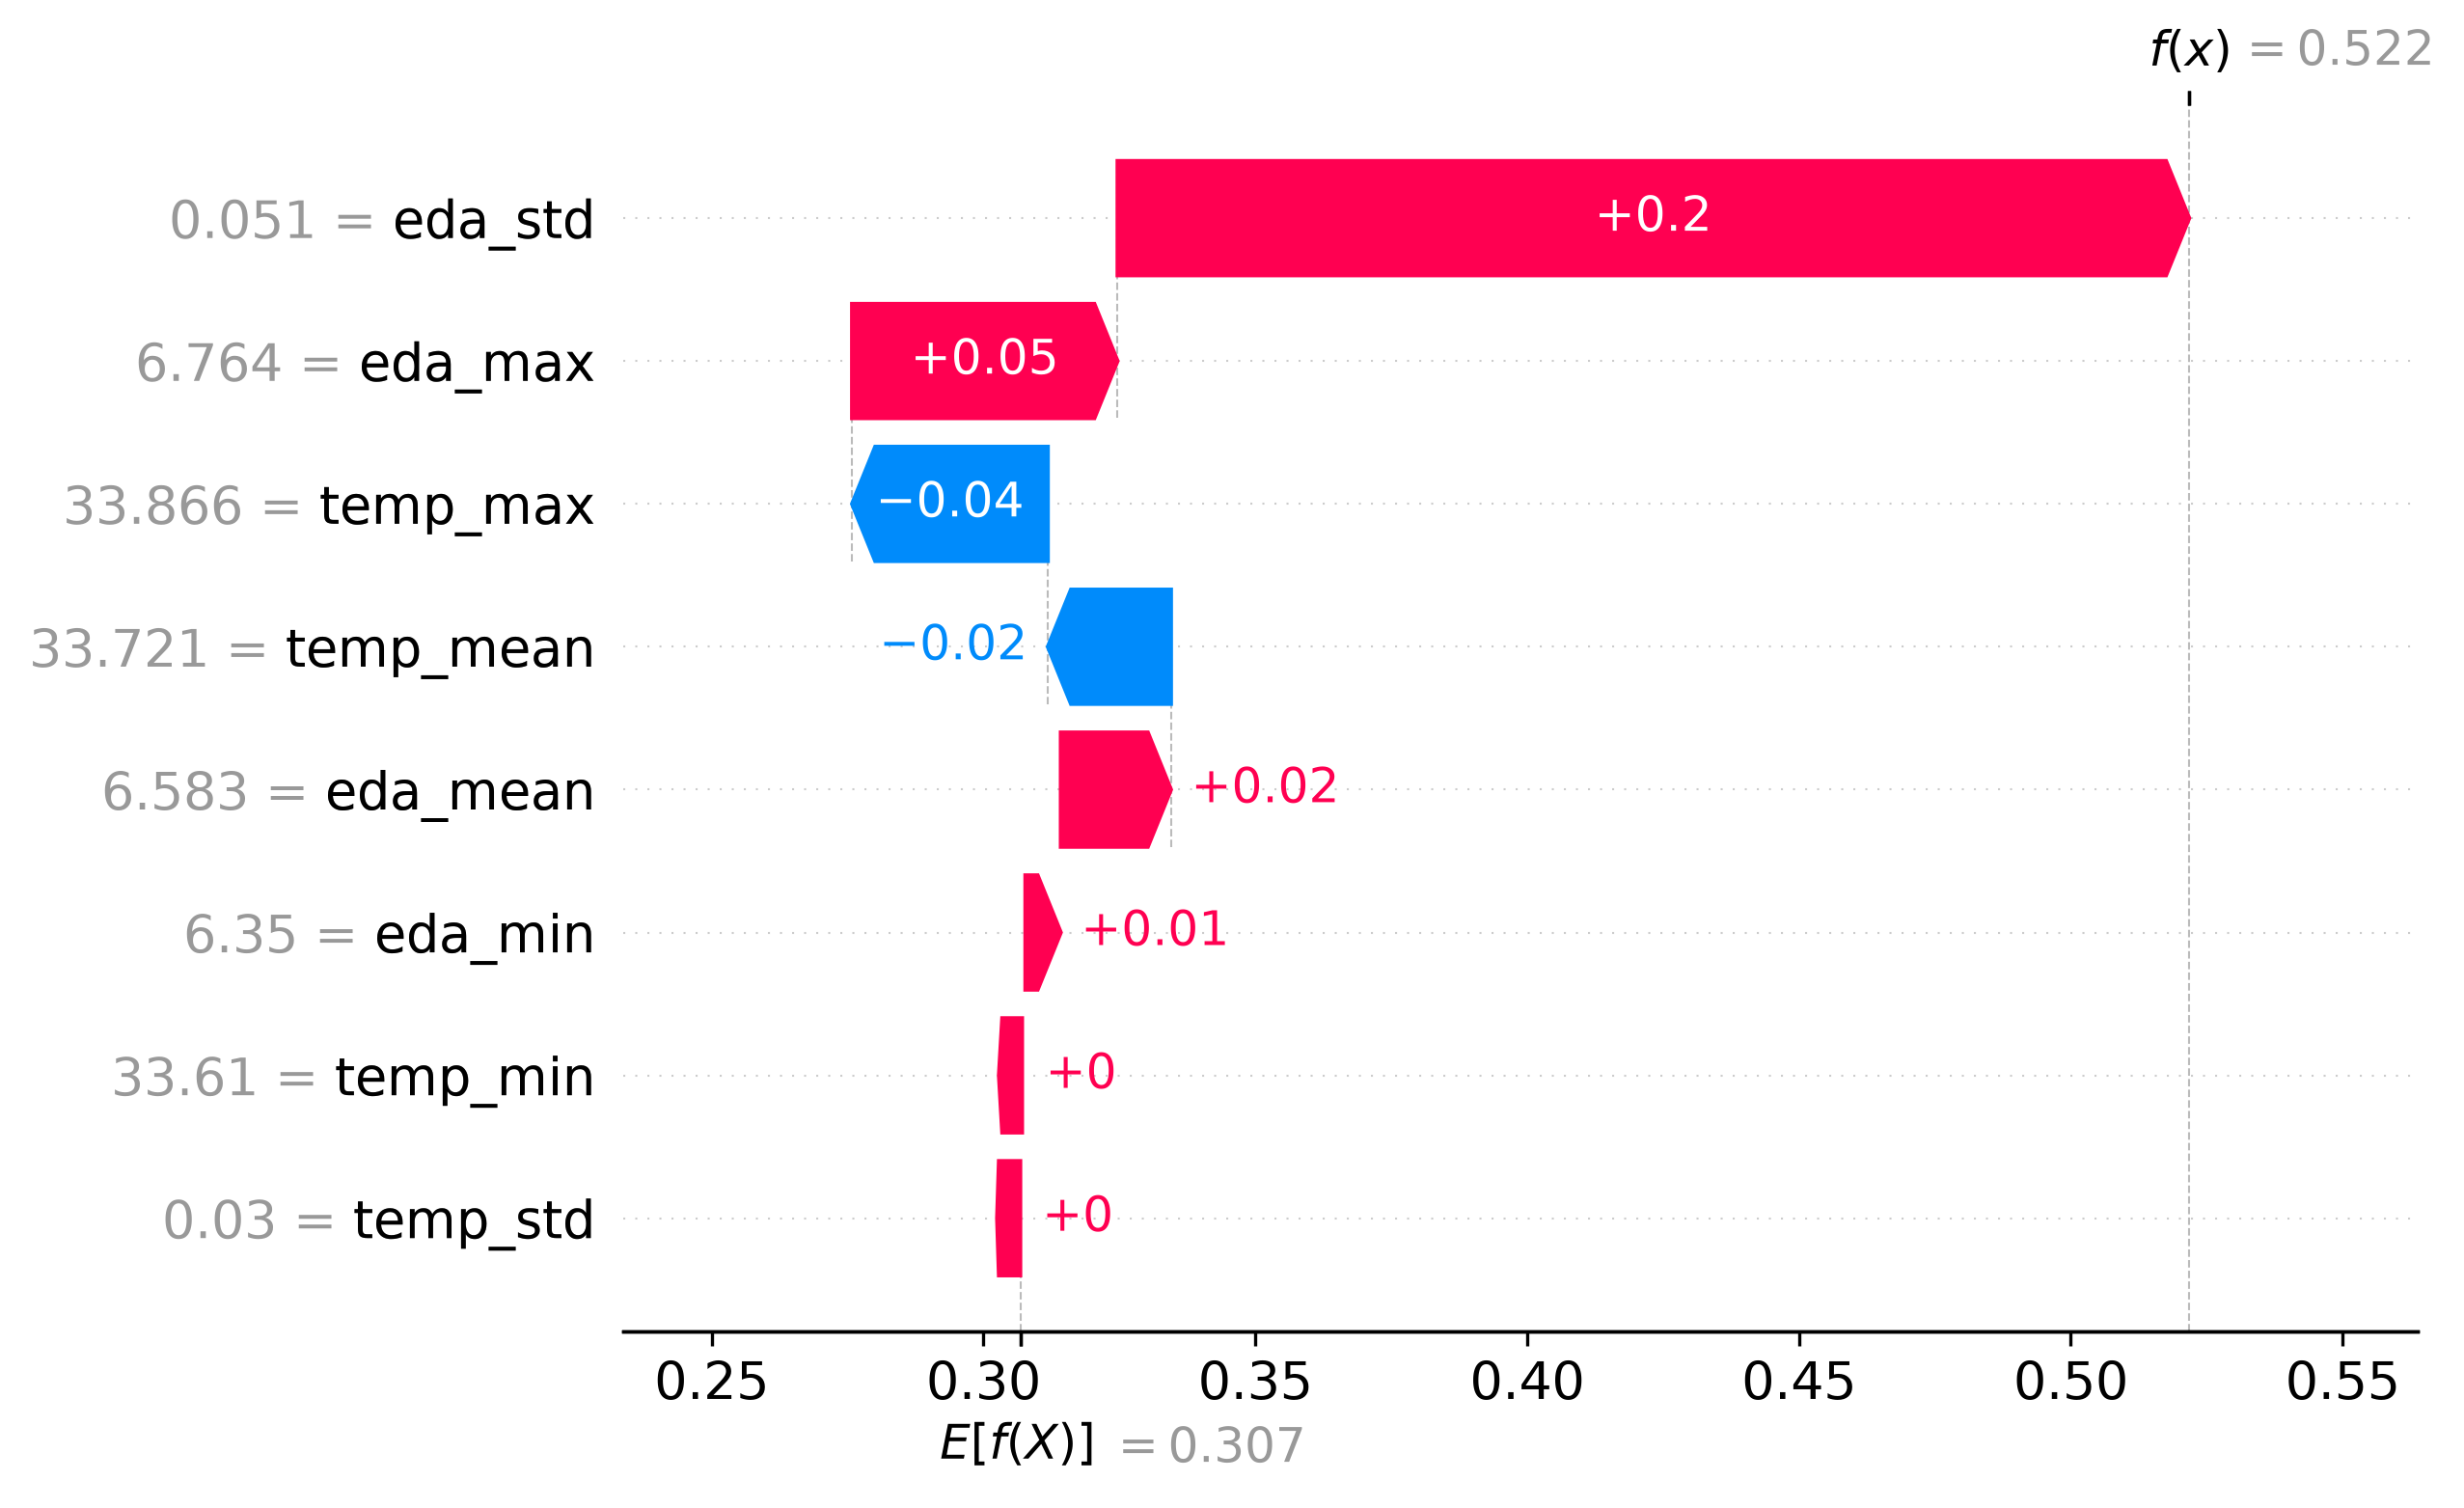 f(x) = 0.522
0.051 = eda_std +0.2
6.764 = eda_max +0.05
33.866 = temp_max −0.04
33.721 = temp_mean −0.02
6.583 = eda_mean +0.02
6.35 = eda_min +0.01
33.61 = temp_min +0
0.03 = temp_std +0
0.25 0.30 0.35 0.40 0.45 0.50 0.55
E[f(X)] = 0.307